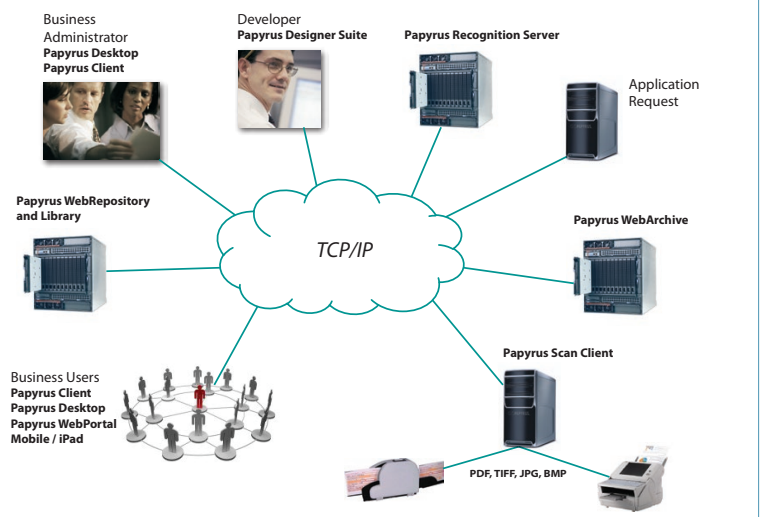 Business
Administrator
Papyrus Desktop
Papyrus Client
Developer
Papyrus Designer Suite
Papyrus Recognition Server
Application
Request
Papyrus WebRepository
and Library
TCP/IP
Papyrus WebArchive
Papyrus Scan Client
Business Users
Papyrus Client
Papyrus Desktop
Papyrus WebPortal
Mobile / iPad
PDF, TIFF, JPG, BMP